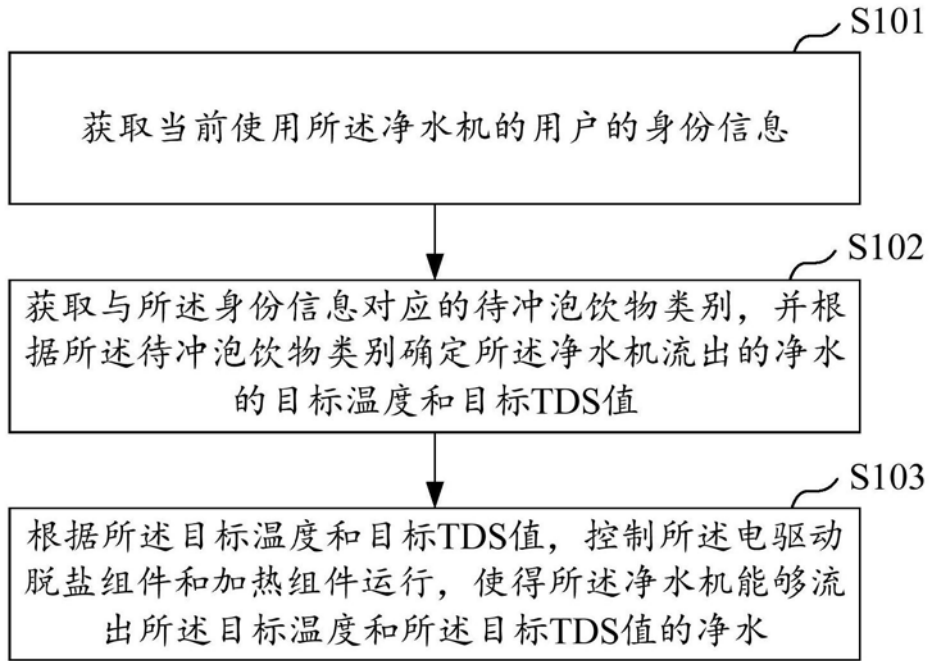 S101
获取当前使用所述净水机的用户的身份信息
S102
获取与所述身份信息对应的待冲泡饮物类别，并根
据所述待冲泡饮物类别确定所述净水机流出的净水
的目标温度和目标TDS值
S103
根据所述目标温度和目标TDS值，控制所述电驱动
脱盐组件和加热组件运行，使得所述净水机能够流
出所述目标温度和所述目标TDS值的净水